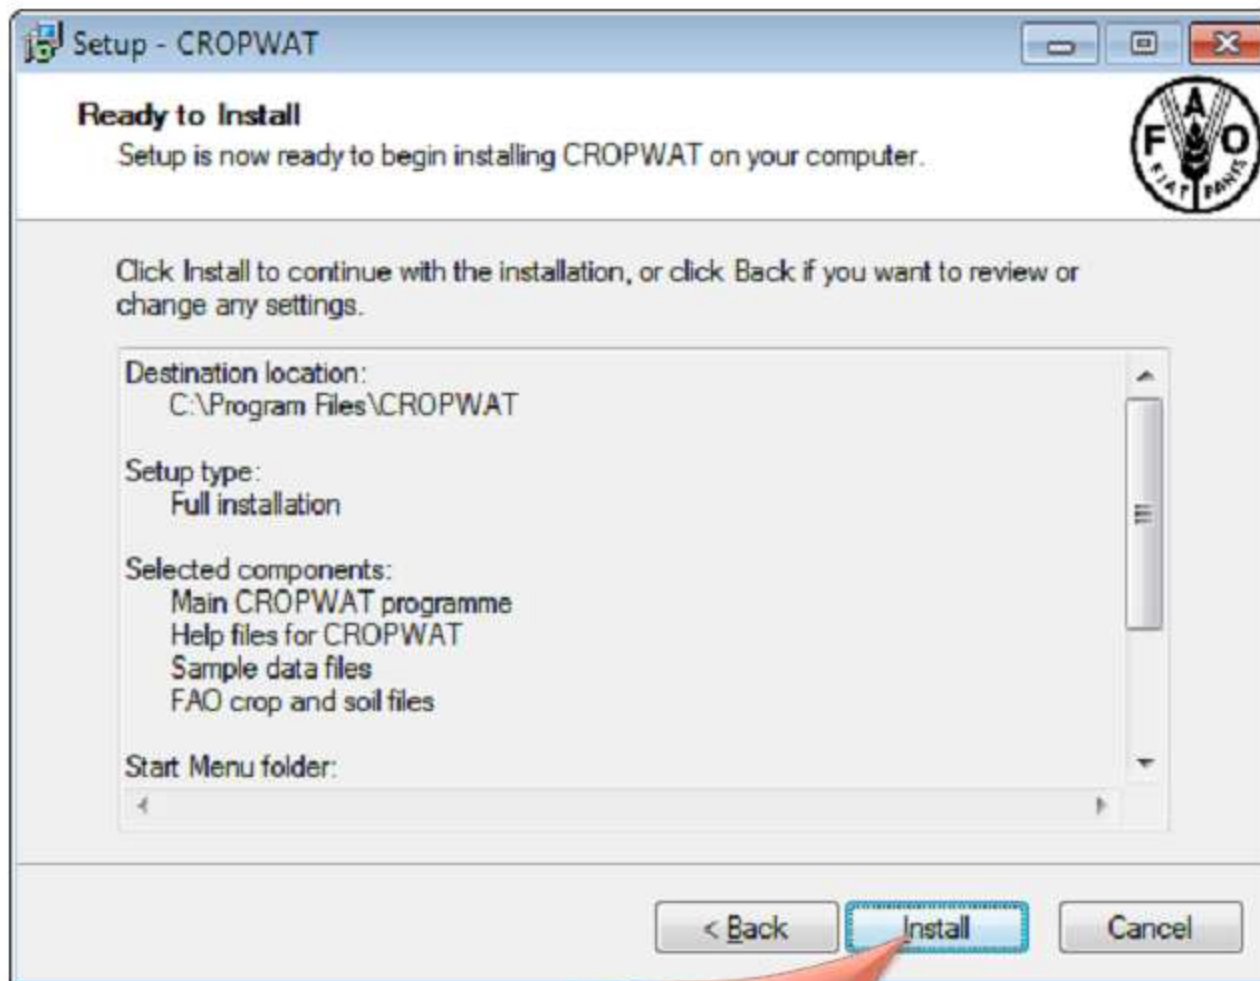 Setup - CROPWAT
Ready to Install
Setup is now ready to begin installing CROPWAT on your computer.
FAO
FIAT PANIS
Click Install to continue with the installation, or click Back if you want to review or
change any settings.
Destination location:
C:\Program Files\CROPWAT
Setup type:
Full installation
Selected components:
Main CROPWAT programme
Help files for CROPWAT
Sample data files
FAO crop and soil files
Start Menu folder:
< Back
Install
Cancel